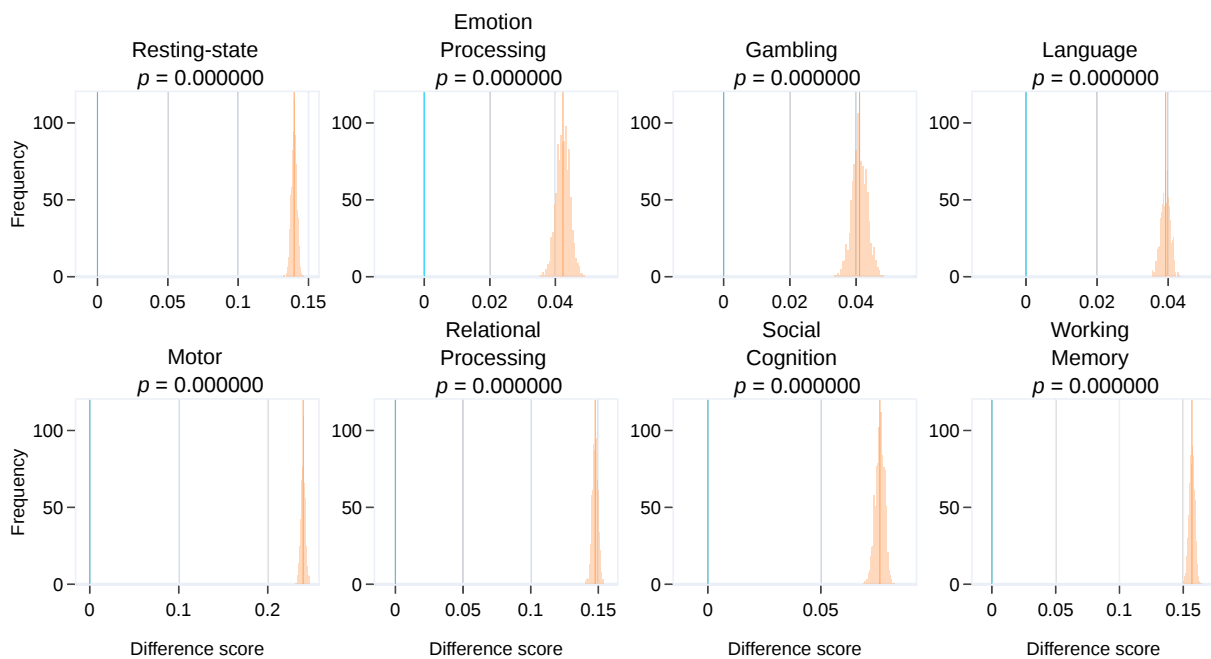 Resting-state
p = 0.000000
Emotion
Processing
p = 0.000000
Gambling
p = 0.000000
Language
p = 0.000000
Frequency
100
50
0
0 0.05 0.1 0.15
100
50
0
0 0.02 0.04
100
50
0
0 0.02 0.04
100
50
0
0 0.02 0.04
Motor
p = 0.000000
Relational
Processing
p = 0.000000
Social
Cognition
p = 0.000000
Working
Memory
p = 0.000000
Frequency
100
50
0
0 0.1 0.2
Difference score
100
50
0
0 0.05 0.1 0.15
Difference score
100
50
0
0 0.05
Difference score
100
50
0
0 0.05 0.1 0.15
Difference score